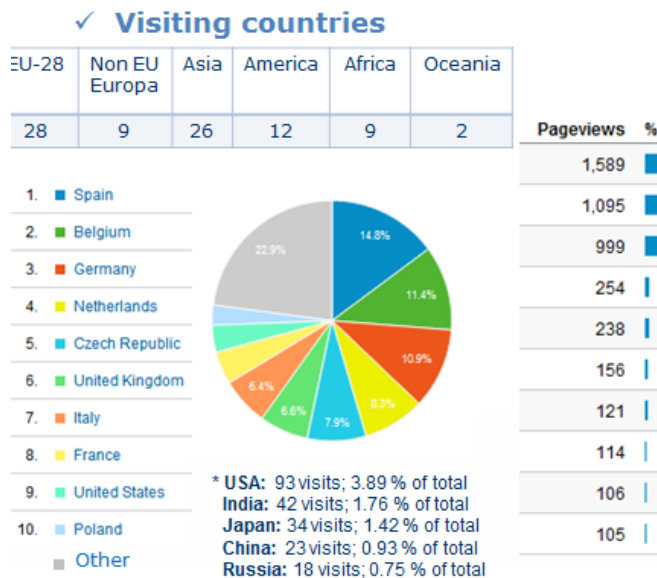 ✓ Visiting countries
EU-28 Non EU Europa Asia America Africa Oceania
28 9 26 12 9 2
Pageviews %
1,589
1,095
999
254
238
156
121
114
106
105
1. Spain
2. Belgium
3. Germany
4. Netherlands
5. Czech Republic
6. United Kingdom
7. Italy
8. France
9. United States
10. Poland
Other
14.8%
11.4%
10.9%
8.3%
7.9%
6.6%
6.4%
22.9%
* USA: 93 visits; 3.89 % of total
India: 42 visits; 1.76 % of total
Japan: 34 visits; 1.42 % of total
China: 23 visits; 0.93 % of total
Russia: 18 visits; 0.75 % of total